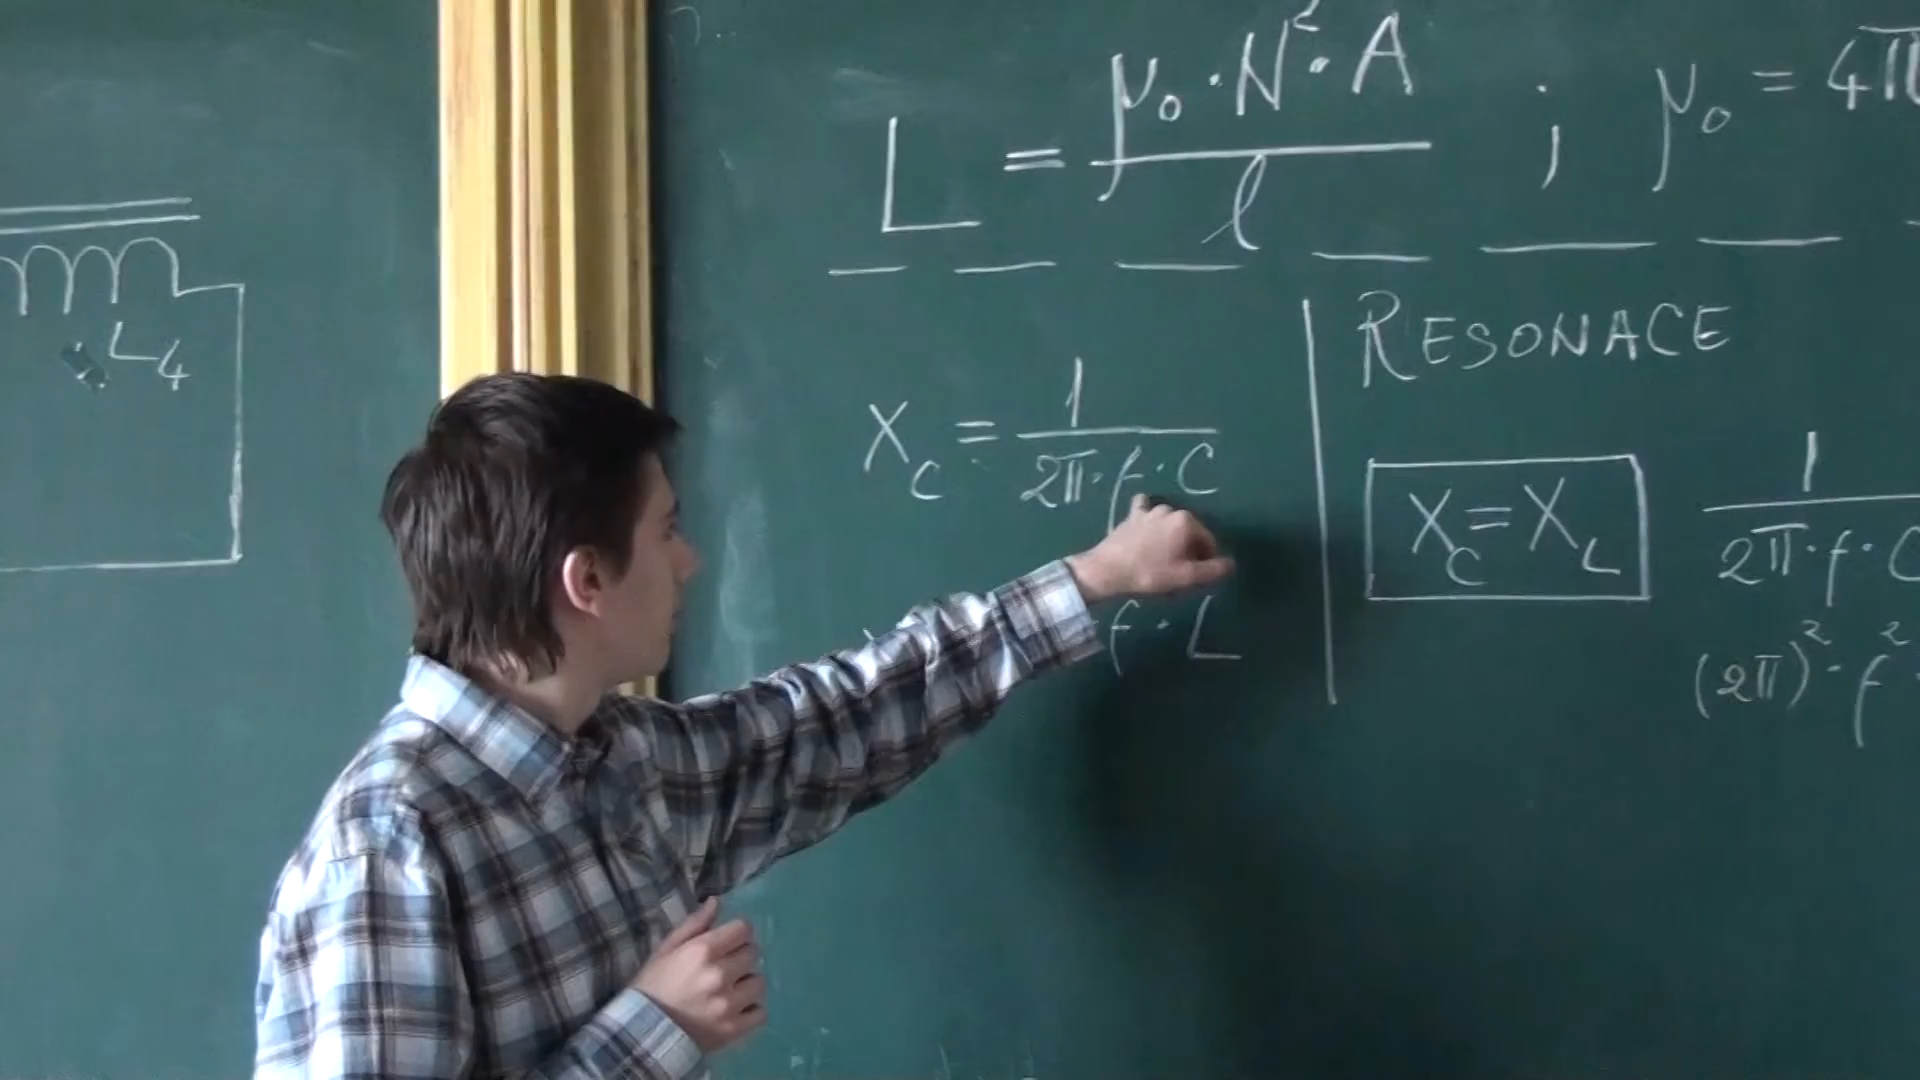 L = μ₀·N²·A / l ; μ₀ = 4π
L₄
X_C = 1 / 2π·f·C
f·L
RESONACE
X_C = X_L
1 / 2π·f·C
(2π)²·f²